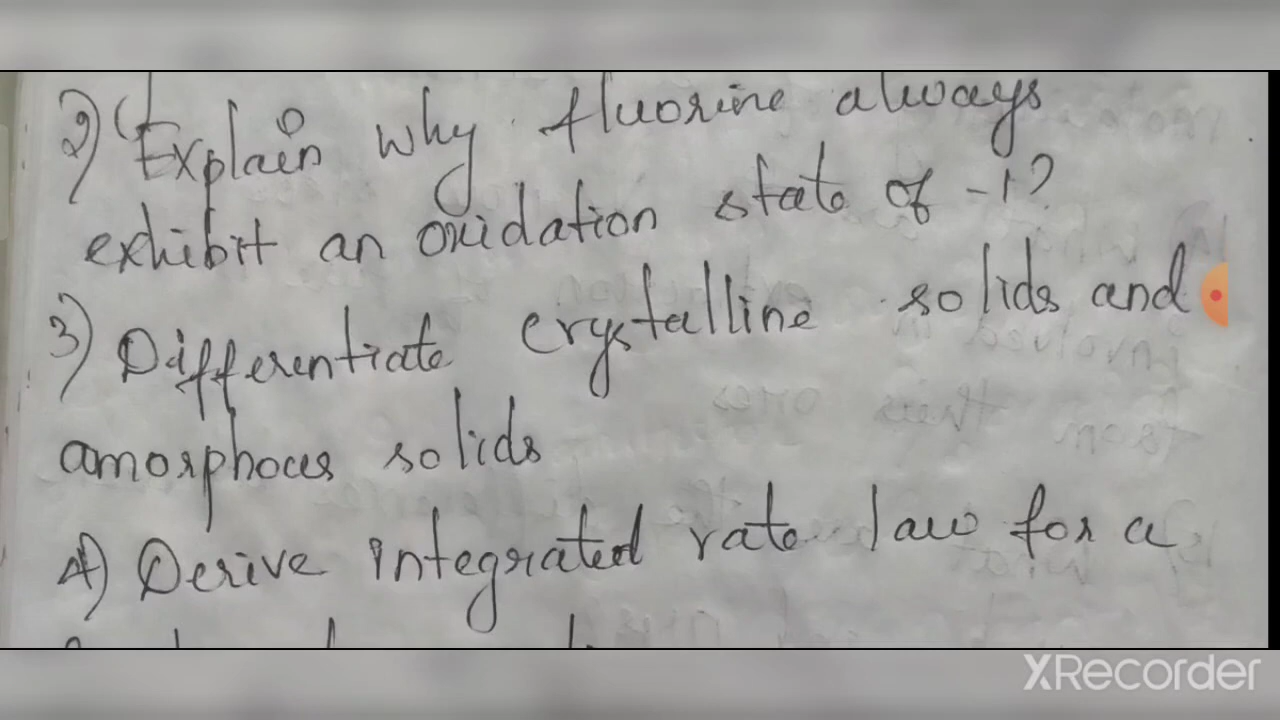 2) Explain why fluorine always
exhibit an oxidation state of -1?
3) Differentiate crystalline solids and
amorphous solids
4) Derive integrated rate law for a
XRecorder